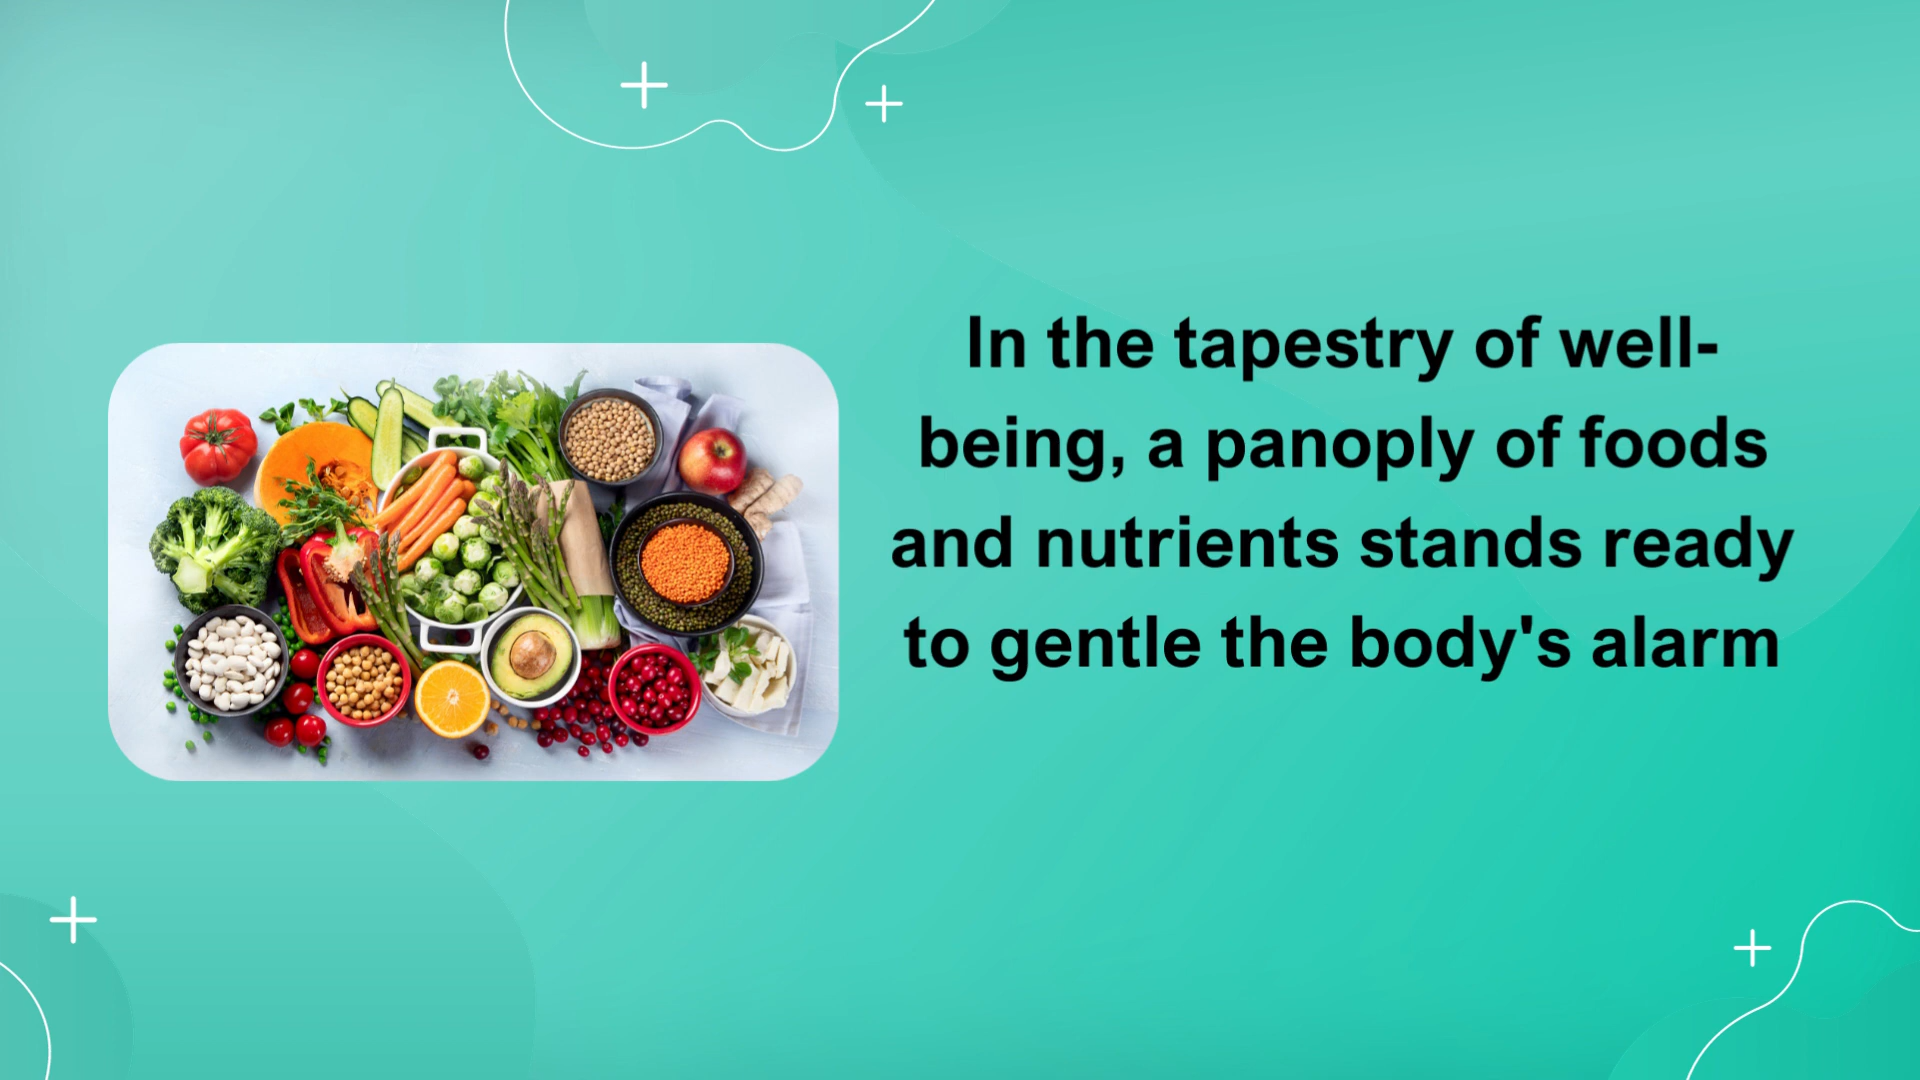 In the tapestry of well-
being, a panoply of foods
and nutrients stands ready
to gentle the body's alarm